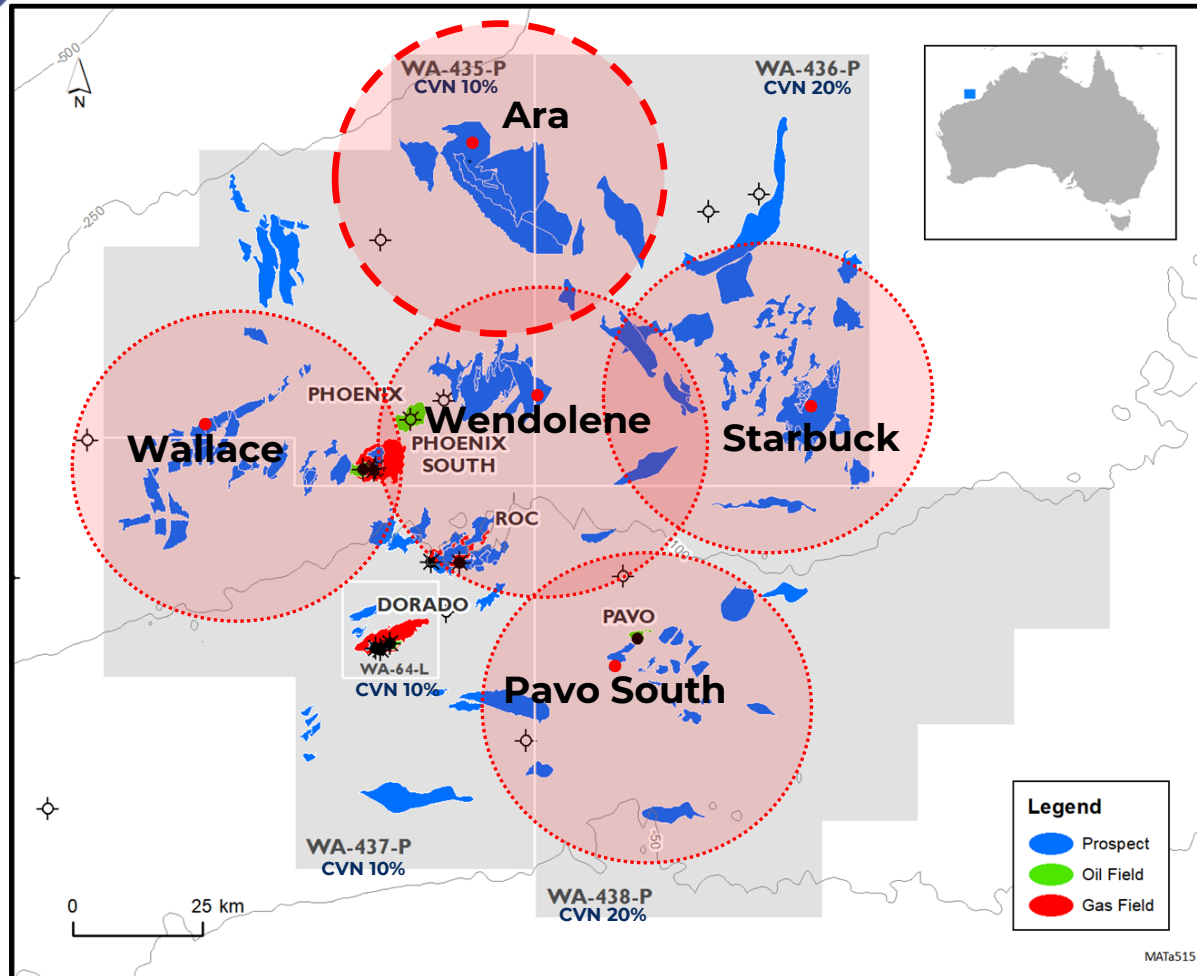 -500
N
WA-435-P
CVN 10%
WA-436-P
CVN 20%
Ara
-250
PHOENIX
Wendolene
Wallace
PHOENIX
SOUTH
Starbuck
ROC
-100
DORADO
PAVO
WA-64-L
CVN 10%
Pavo South
-50
WA-437-P
CVN 10%
WA-438-P
CVN 20%
0
25 km
Legend
Prospect
Oil Field
Gas Field
MATa515